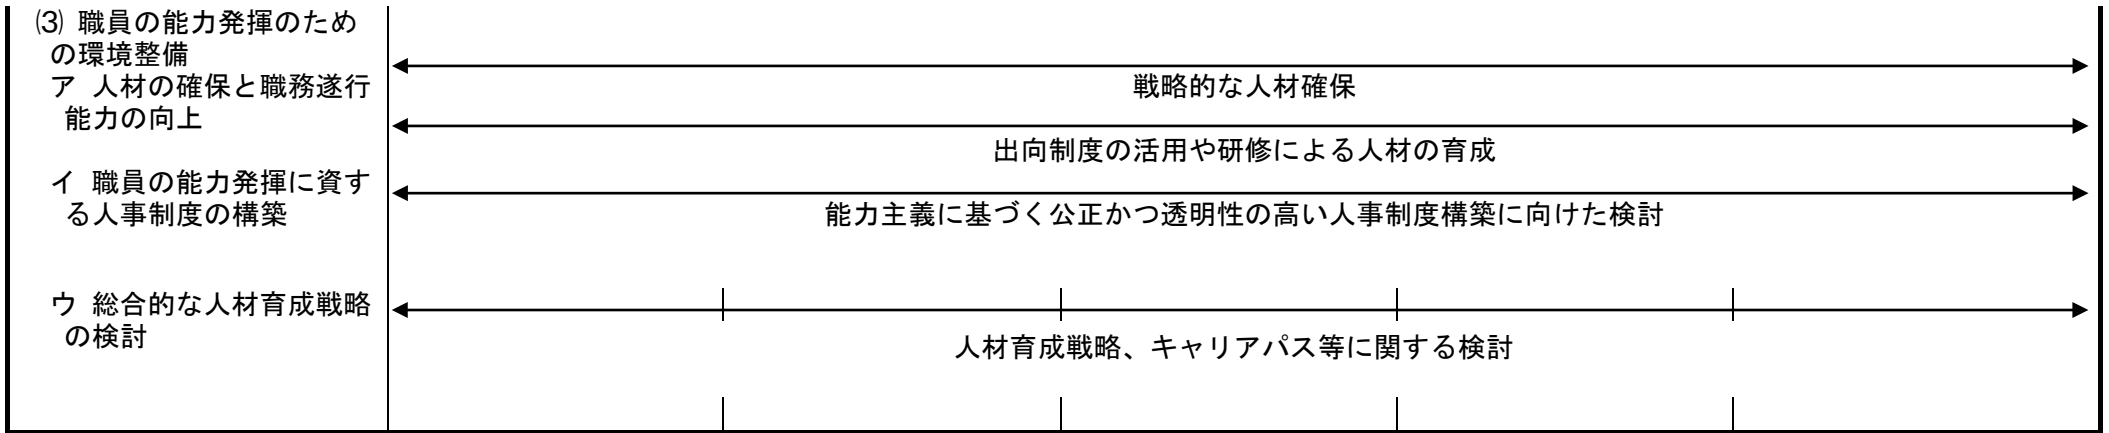 ⑶ 職員の能力発揮のため
の環境整備
ア 人材の確保と職務遂行
能力の向上
戦略的な人材確保
出向制度の活用や研修による人材の育成
イ 職員の能力発揮に資す
る人事制度の構築
能力主義に基づく公正かつ透明性の高い人事制度構築に向けた検討
ウ 総合的な人材育成戦略
の検討
人材育成戦略、キャリアパス等に関する検討